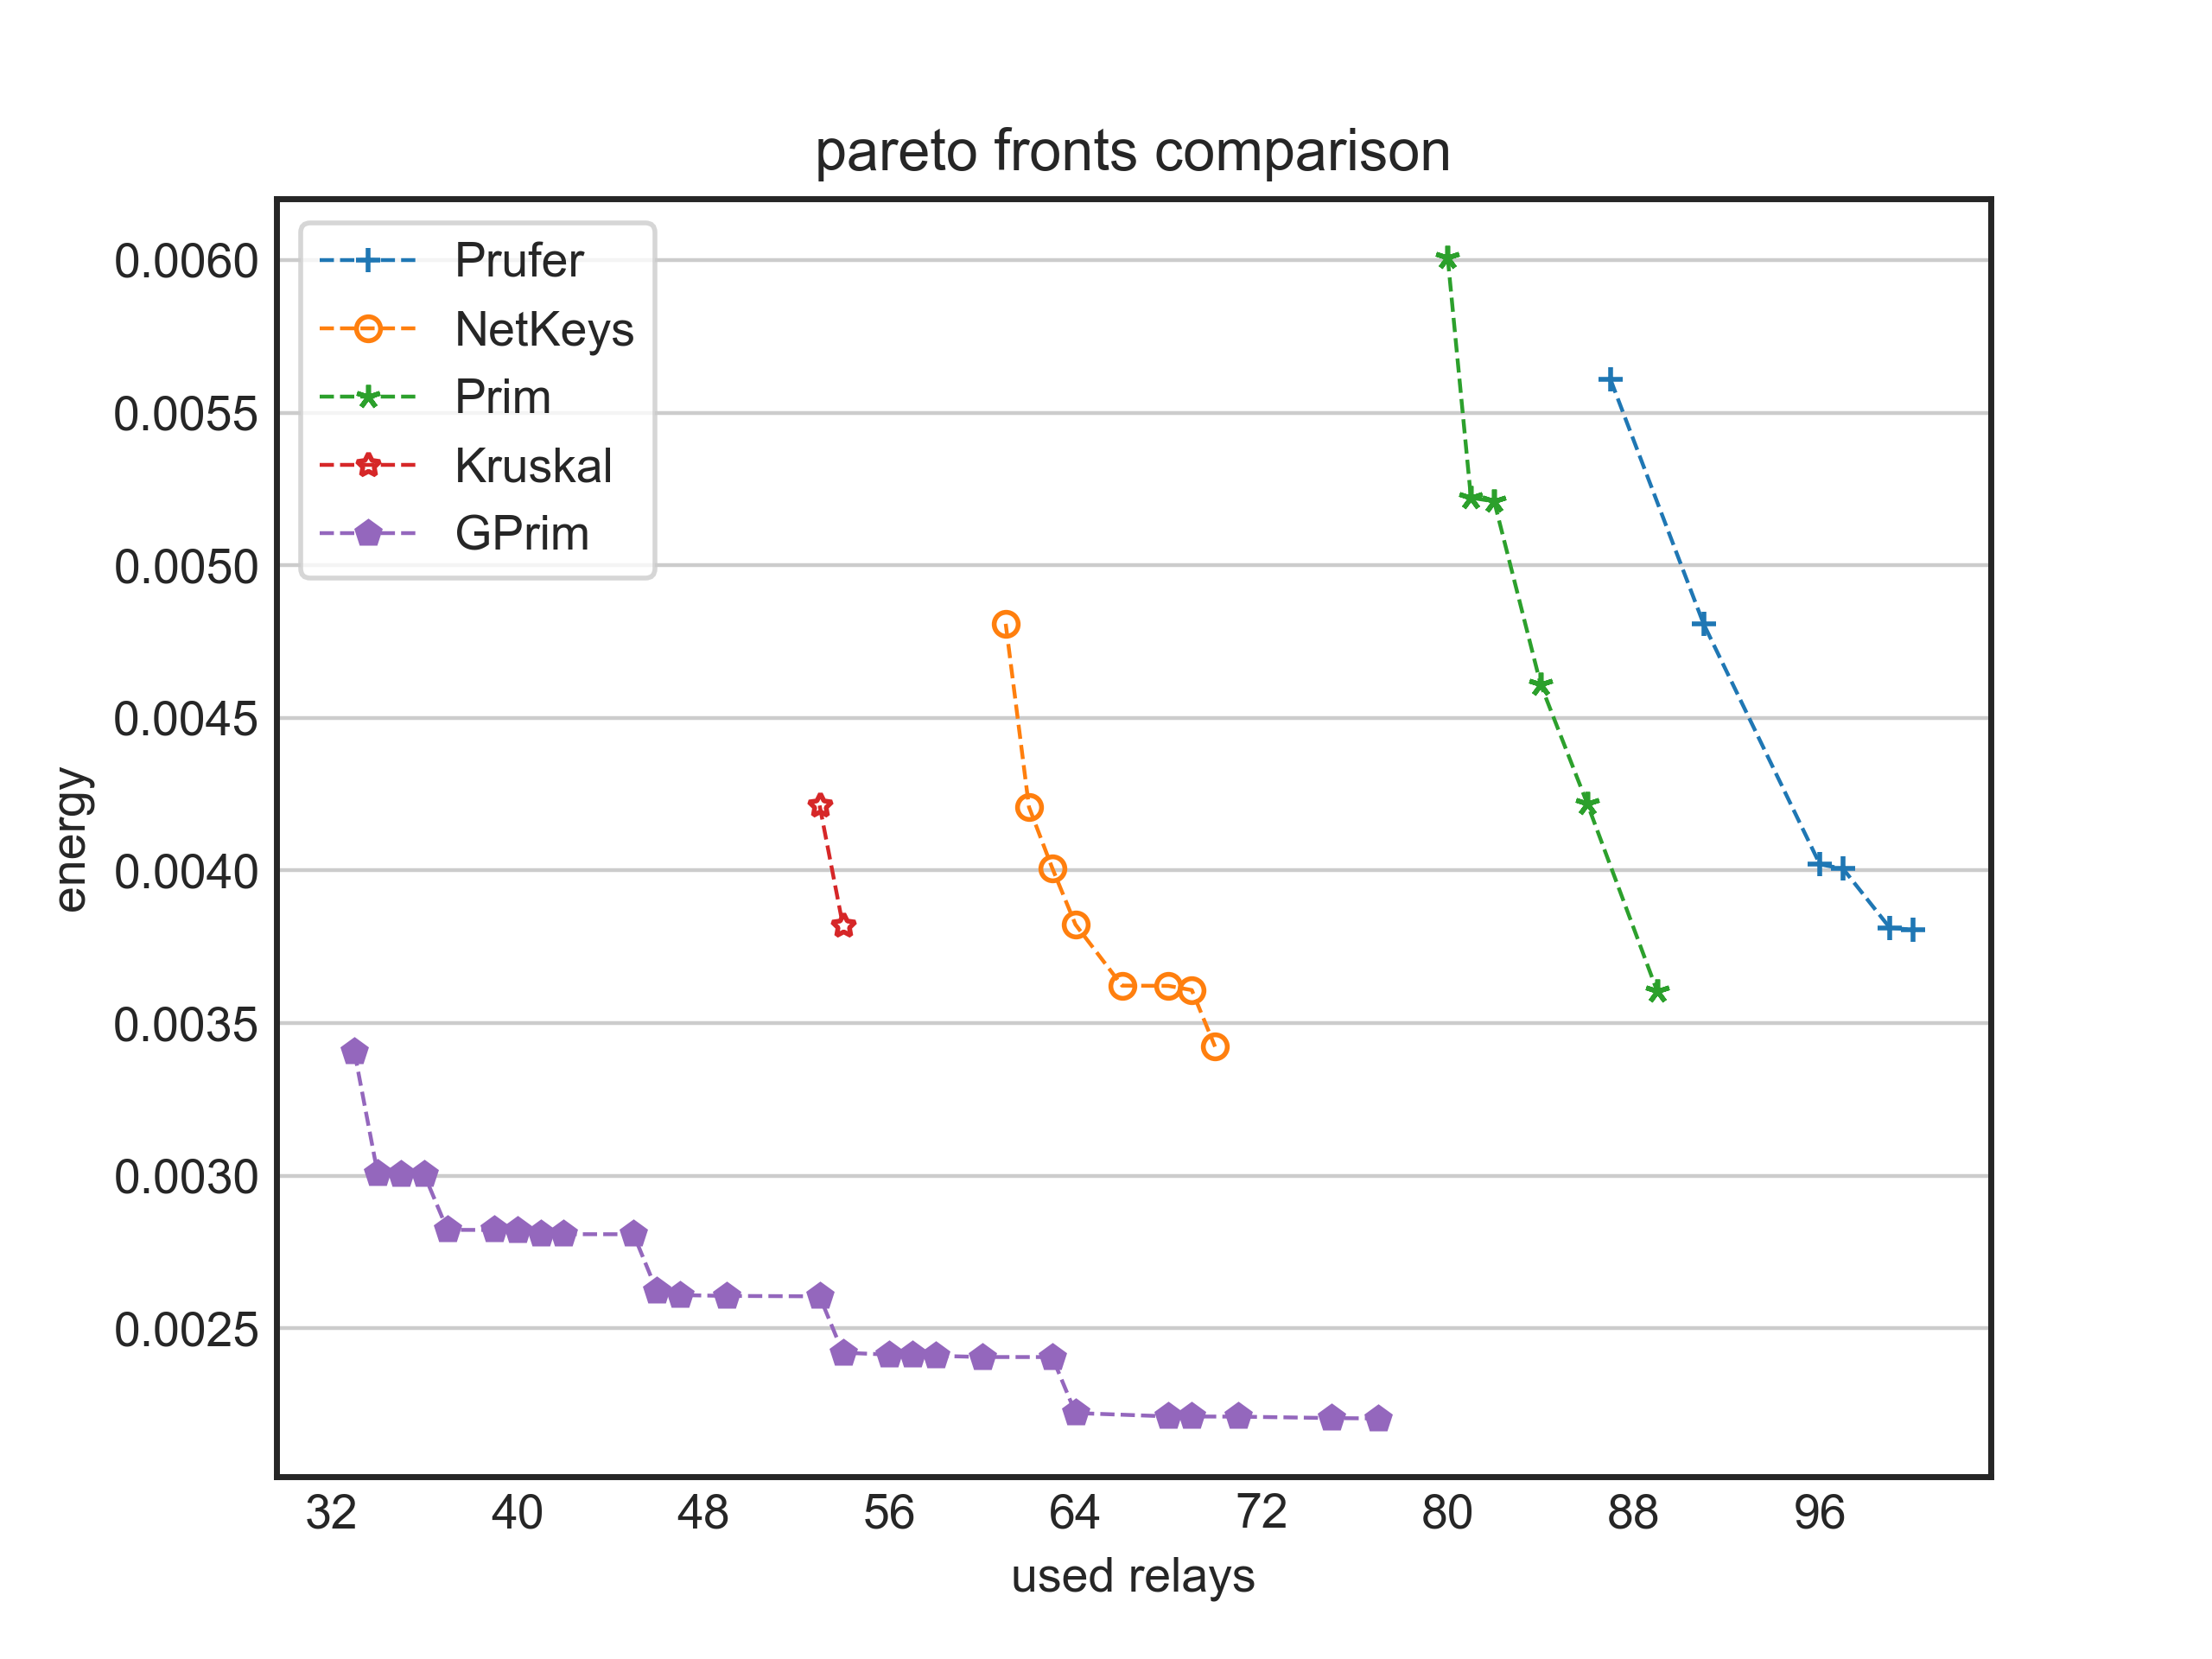 pareto fronts comparison
Prufer
NetKeys
Prim
Kruskal
GPrim
0.0060
0.0055
0.0050
0.0045
0.0040
0.0035
0.0030
0.0025
energy
32 40 48 56 64 72 80 88 96
used relays